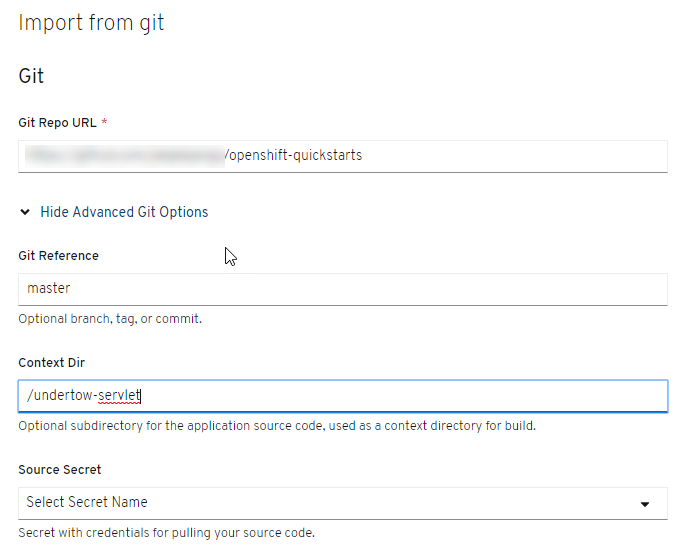 Import from git
Git
Git Repo URL *
/openshift-quickstarts
Hide Advanced Git Options
Git Reference
master
Optional branch, tag, or commit.
Context Dir
/undertow-servlet
Optional subdirectory for the application source code, used as a context directory for build.
Source Secret
Select Secret Name
Secret with credentials for pulling your source code.